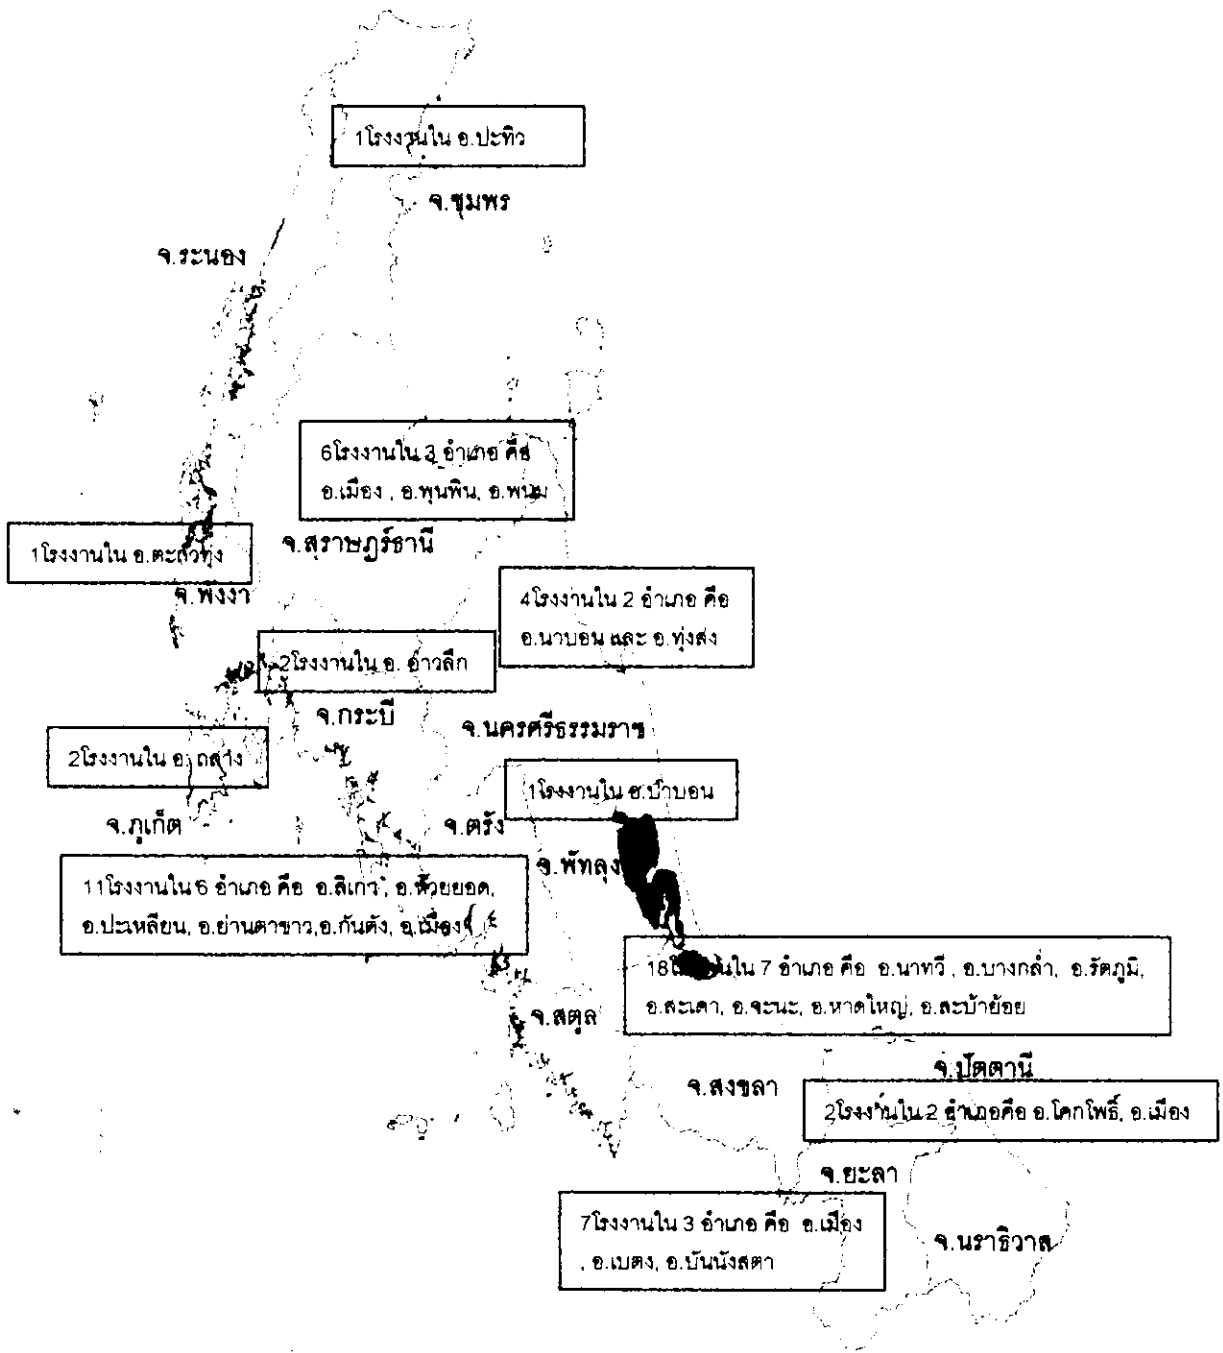 1โรงงานใน อ.ปะทิว
จ.ชุมพร
จ.ระนอง
6โรงงานใน 3 อำเภอ คือ
อ.เมือง , อ.พุนพิน, อ.พนม
จ.สุราษฎร์ธานี
1โรงงานใน อ.ตะกั่วทุ่ง
จ.พังงา
4โรงงานใน 2 อำเภอ คือ
อ.นาบอน และ อ.ทุ่งสง
2โรงงานใน อ. อ่าวลึก
จ.กระบี่
จ.นครศรีธรรมราช
2โรงงานใน อ. ถลาง
1โรงงานใน อ.ป่าบอน
จ.ภูเก็ต
จ.ตรัง
จ.พัทลุง
11โรงงานใน 6 อำเภอ คือ อ.สิเกา , อ.ห้วยยอด,
อ.ปะเหลียน, อ.ย่านตาขาว,อ.กันตัง, อ.เมือง
18โรงงานใน 7 อำเภอ คือ อ.นาทวี , อ.บางกล่ำ, อ.รัตภูมิ,
อ.สะเดา, อ.จะนะ, อ.หาดใหญ่, อ.สะบ้าย้อย
จ.สตูล
จ.ปัตตานี
จ.สงขลา
2โรงงานใน 2 อำเภอคือ อ.โคกโพธิ์, อ.เมือง
จ.ยะลา
7โรงงานใน 3 อำเภอ คือ อ.เมือง
, อ.เบตง, อ.บันนังสตา
จ.นราธิวาส